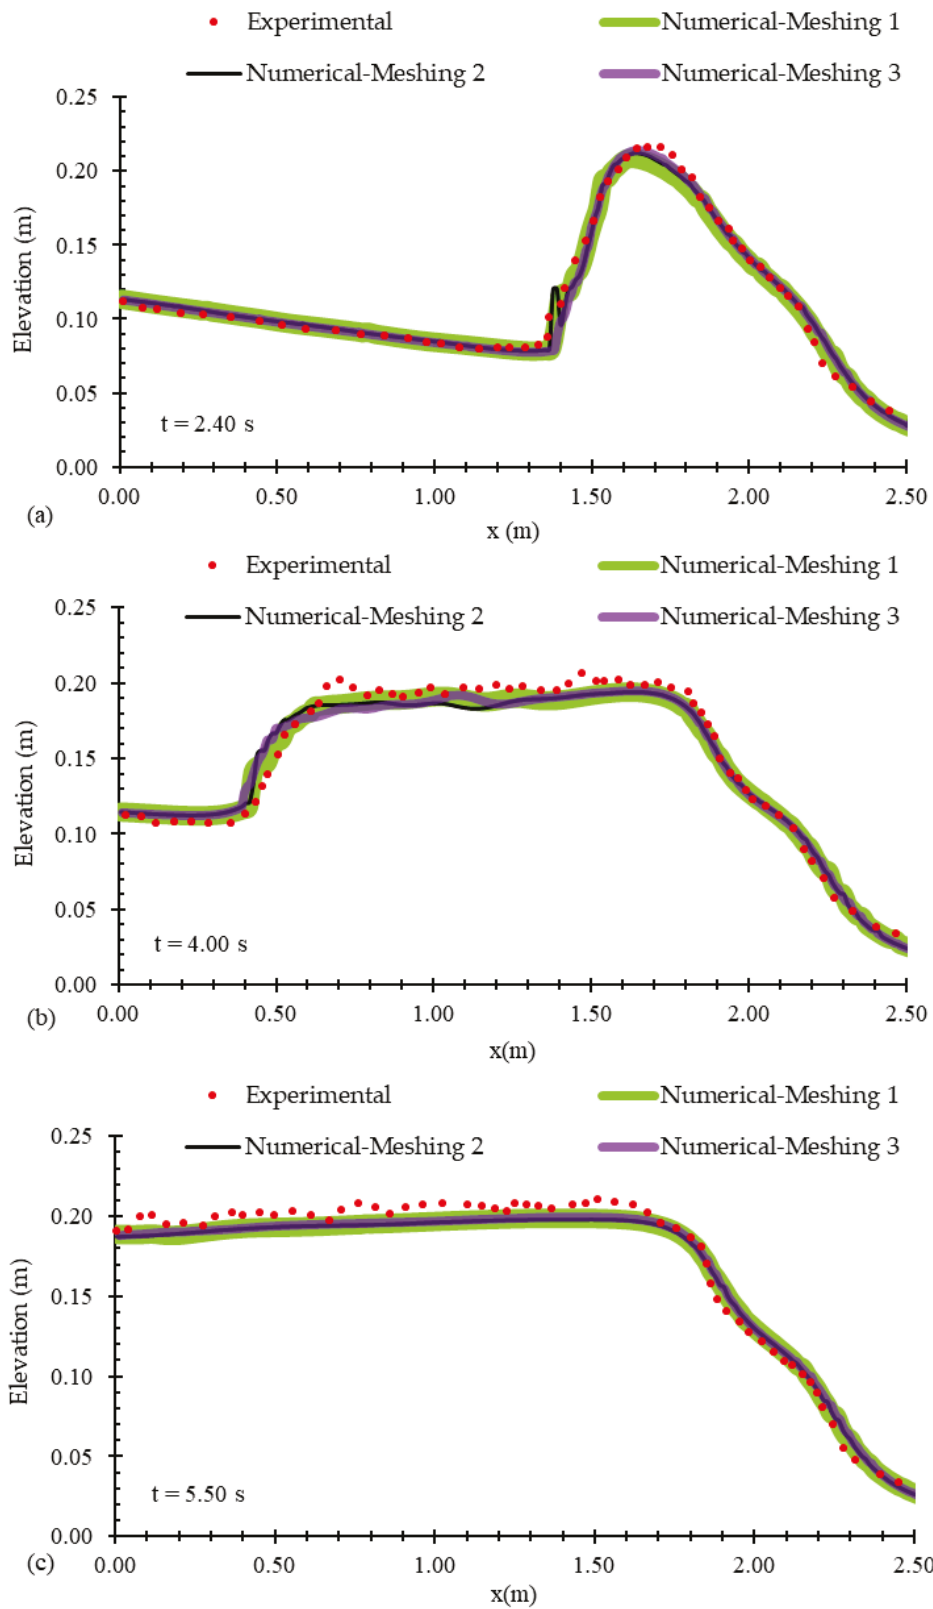 Experimental Numerical-Meshing 1
Numerical-Meshing 2 Numerical-Meshing 3
0.25
0.20
0.15
0.10
0.05
0.00
Elevation (m)
t = 2.40 s
0.00 0.50 1.00 1.50 2.00 2.50
(a)
x (m)
Experimental Numerical-Meshing 1
Numerical-Meshing 2 Numerical-Meshing 3
0.25
0.20
0.15
0.10
0.05
0.00
Elevation (m)
t = 4.00 s
0.00 0.50 1.00 1.50 2.00 2.50
(b)
x(m)
Experimental Numerical-Meshing 1
Numerical-Meshing 2 Numerical-Meshing 3
0.25
0.20
0.15
0.10
0.05
0.00
Elevation (m)
t = 5.50 s
0.00 0.50 1.00 1.50 2.00 2.50
(c)
x(m)